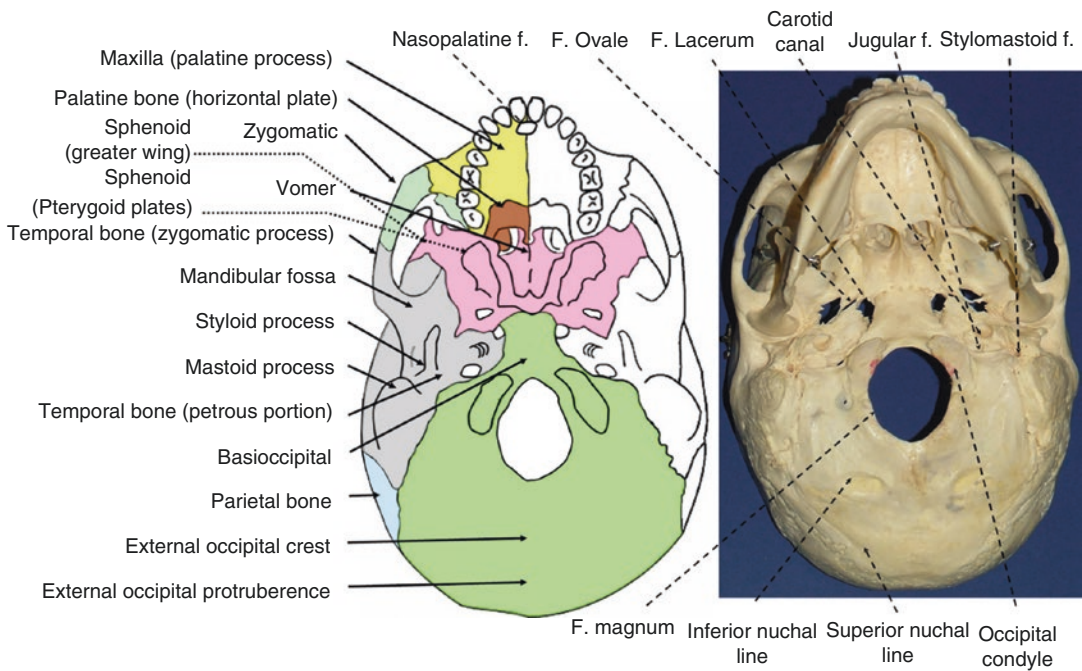 Nasopalatine f.
F. Ovale
F. Lacerum
Carotid
canal
Jugular f.
Stylomastoid f.
Maxilla (palatine process)
Palatine bone (horizontal plate)
Sphenoid
(greater wing)
Zygomatic
Sphenoid
(Pterygoid plates)
Vomer
Temporal bone (zygomatic process)
Mandibular fossa
Styloid process
Mastoid process
Temporal bone (petrous portion)
Basioccipital
Parietal bone
External occipital crest
External occipital protruberence
F. magnum
Inferior nuchal
line
Superior nuchal
line
Occipital
condyle